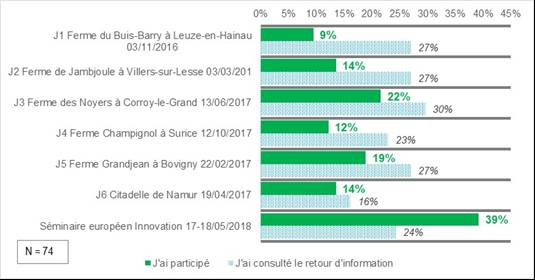 0% 5% 10% 15% 20% 25% 30% 35% 40% 45%
J1 Ferme du Buis-Barry à Leuze-en-Hainau
03/11/2016
9%
27%
J2 Ferme de Jambjoule à Villers-sur-Lesse 03/03/201
14%
27%
J3 Ferme des Noyers à Corroy-le-Grand 13/06/2017
22%
30%
J4 Ferme Champignol à Surice 12/10/2017
12%
23%
J5 Ferme Grandjean à Bovigny 22/02/2017
19%
27%
J6 Citadelle de Namur 19/04/2017
14%
16%
Séminaire européen Innovation 17-18/05/2018
39%
24%
N = 74
J'ai participé J'ai consulté le retour d'information